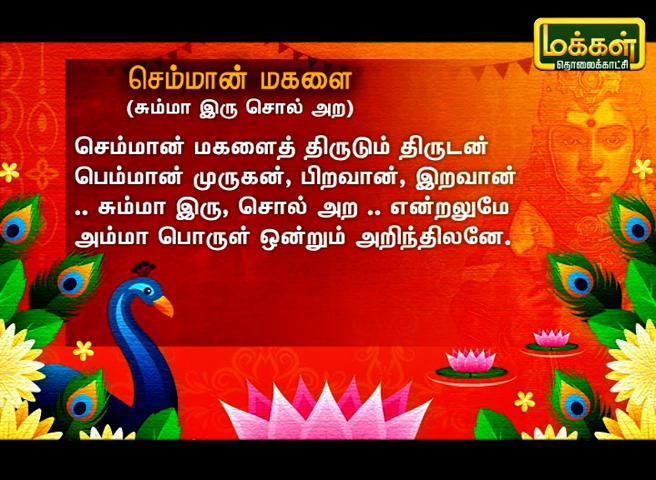 மக்கள்
தொலைக்காட்சி
செம்மான் மகளை
(சும்மா இரு சொல் அற)
செம்மான் மகளைத் திருடும் திருடன்
பெம்மான் முருகன், பிறவான், இறவான்
.. சும்மா இரு, சொல் அற .. என்றலுமே
அம்மா பொருள் ஒன்றும் அறிந்திலனே.